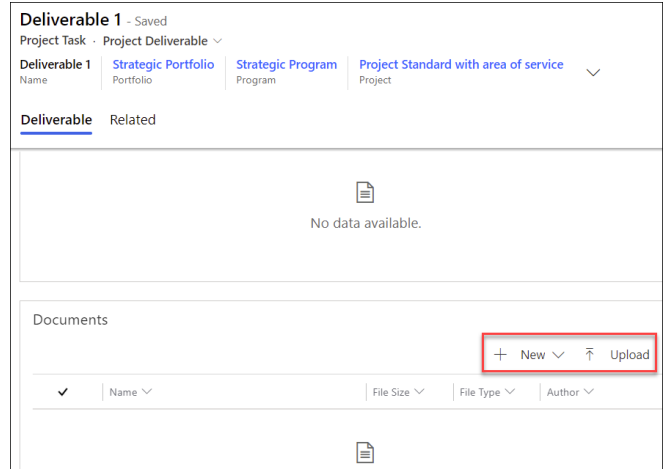 Deliverable 1 - Saved
Project Task · Project Deliverable
Deliverable 1 Strategic Portfolio Strategic Program Project Standard with area of service
Name Portfolio Program Project
Deliverable Related
No data available.
Documents
New Upload
Name File Size File Type Author